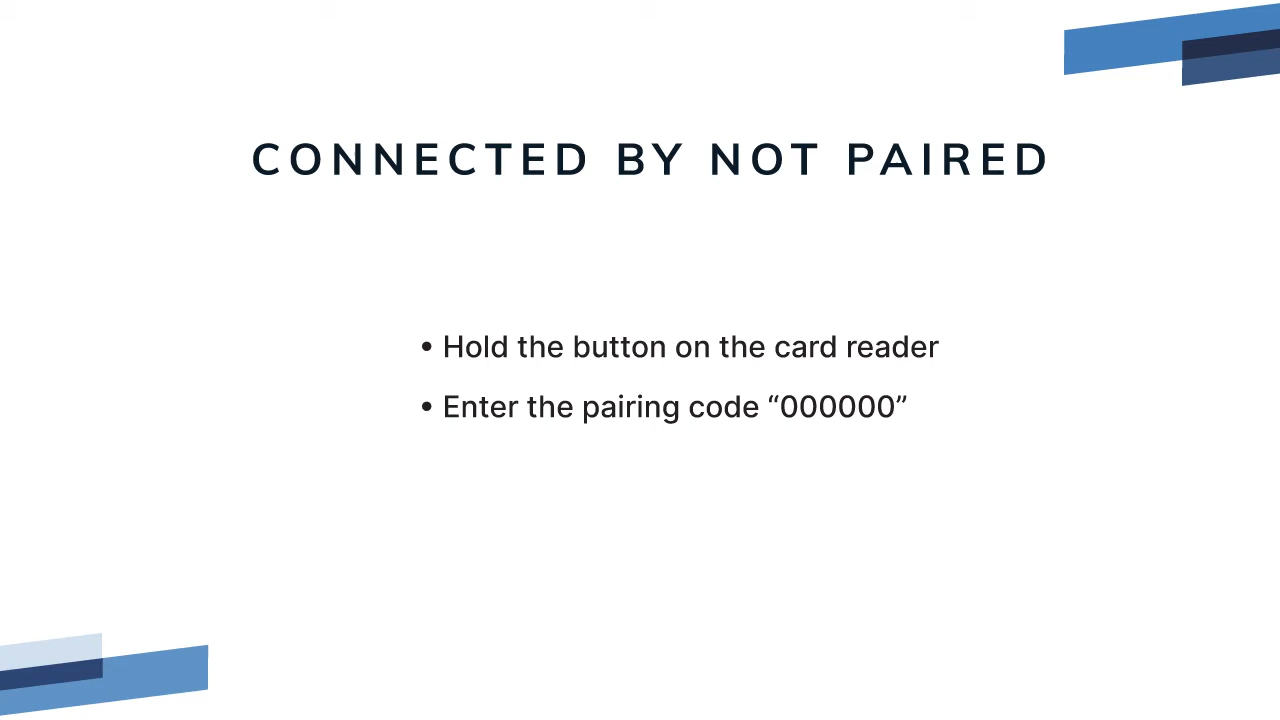 CONNECTED BY NOT PAIRED
• Hold the button on the card reader
• Enter the pairing code “000000”